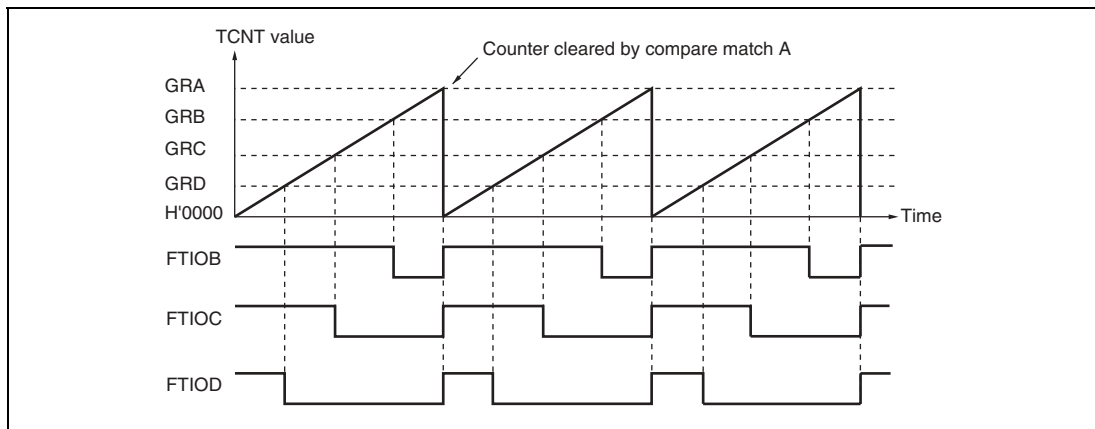 TCNT value
Counter cleared by compare match A
GRA
GRB
GRC
GRD
H'0000
Time
FTIOB
FTIOC
FTIOD